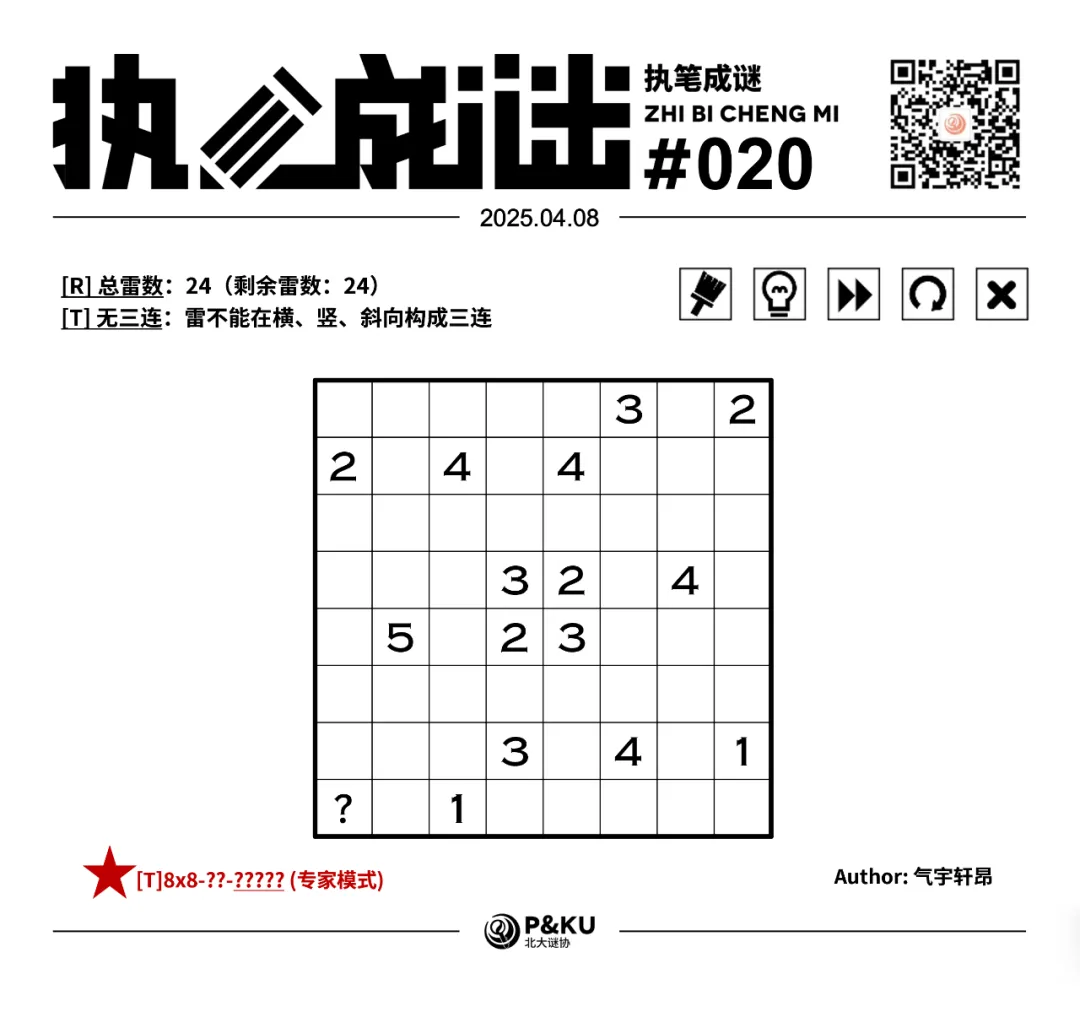 执笔成谜
执笔成谜
ZHI BI CHENG MI
#020
2025.04.08
[R] 总雷数：24（剩余雷数：24）
[T] 无三连：雷不能在横、竖、斜向构成三连
3 2
2 4 4
3 2 4
5 2 3
3 4 1
? 1
[T]8x8-??-????? (专家模式)
Author: 气宇轩昂
P&KU
北大谜协